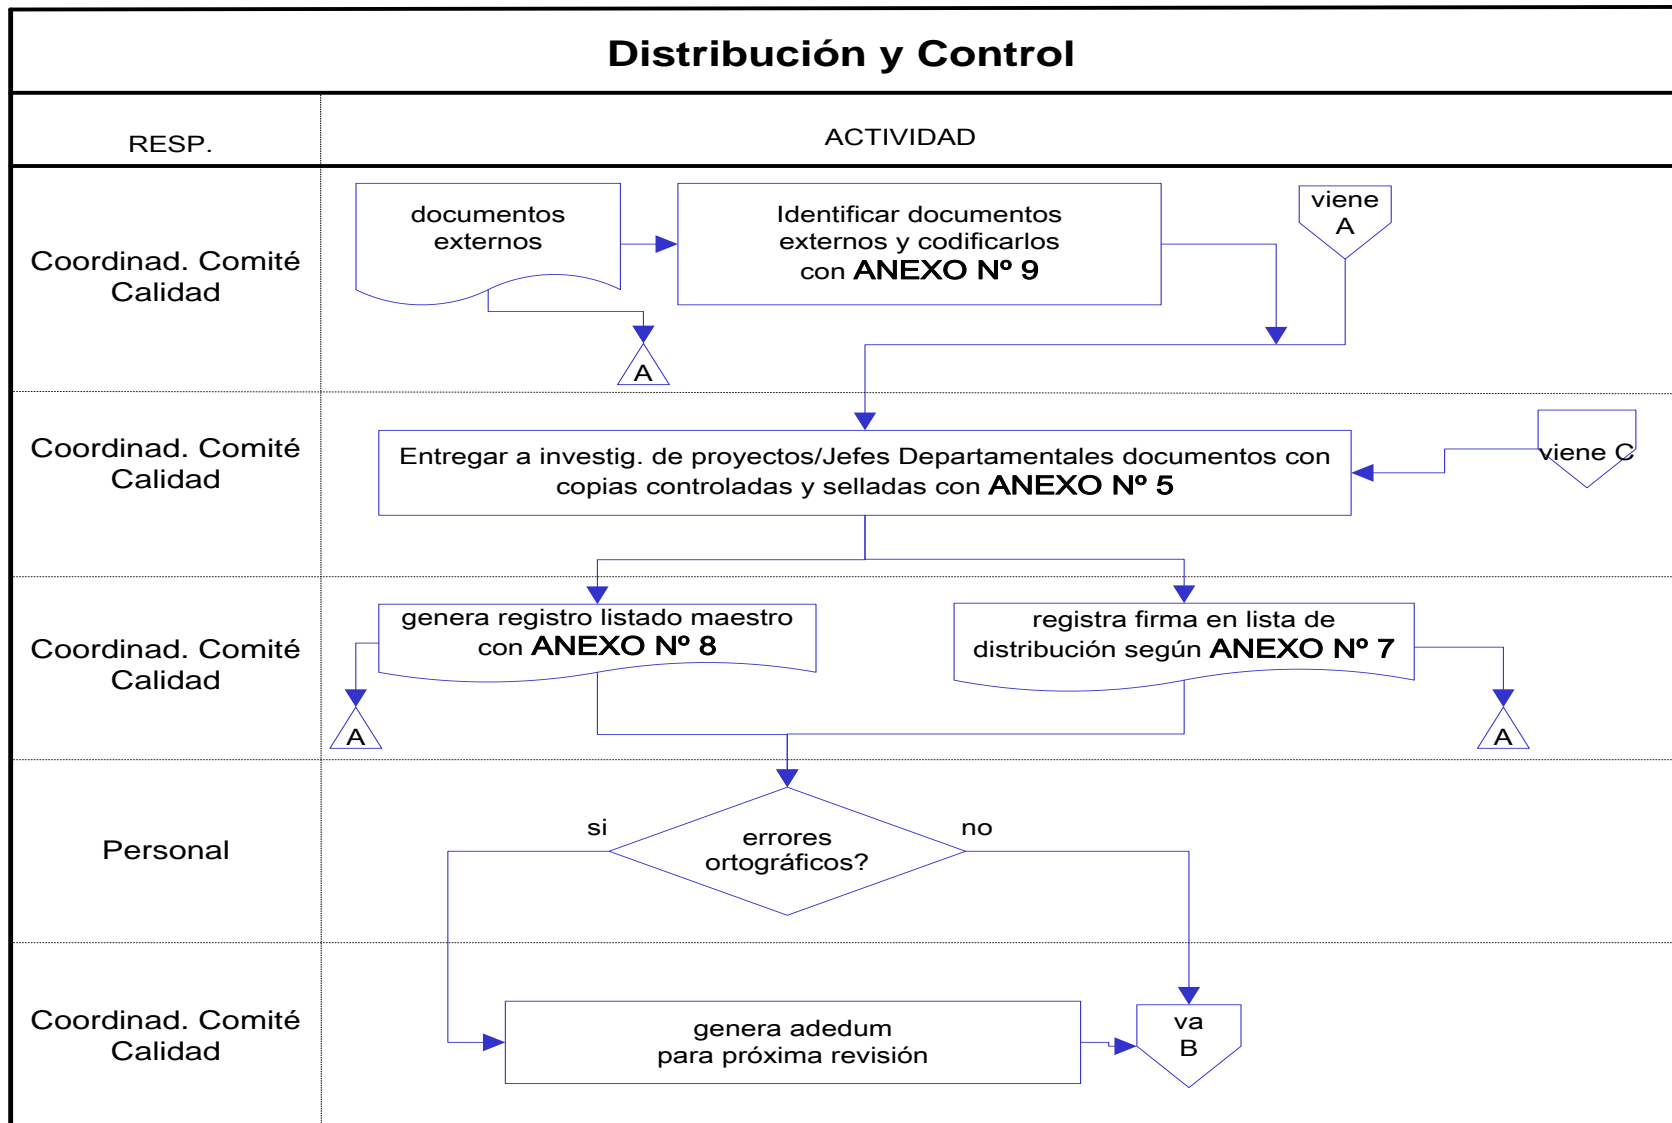 Distribución y Control
RESP.
ACTIVIDAD
Coordinad. Comité
Calidad
documentos
externos
Identificar documentos
externos y codificarlos
con ANEXO Nº 9
viene
A
A
Coordinad. Comité
Calidad
Entregar a investig. de proyectos/Jefes Departamentales documentos con
copias controladas y selladas con ANEXO Nº 5
viene C
Coordinad. Comité
Calidad
genera registro listado maestro
con ANEXO Nº 8
registra firma en lista de
distribución según ANEXO Nº 7
A
A
Personal
si
errores
ortográficos?
no
Coordinad. Comité
Calidad
genera adedum
para próxima revisión
va
B